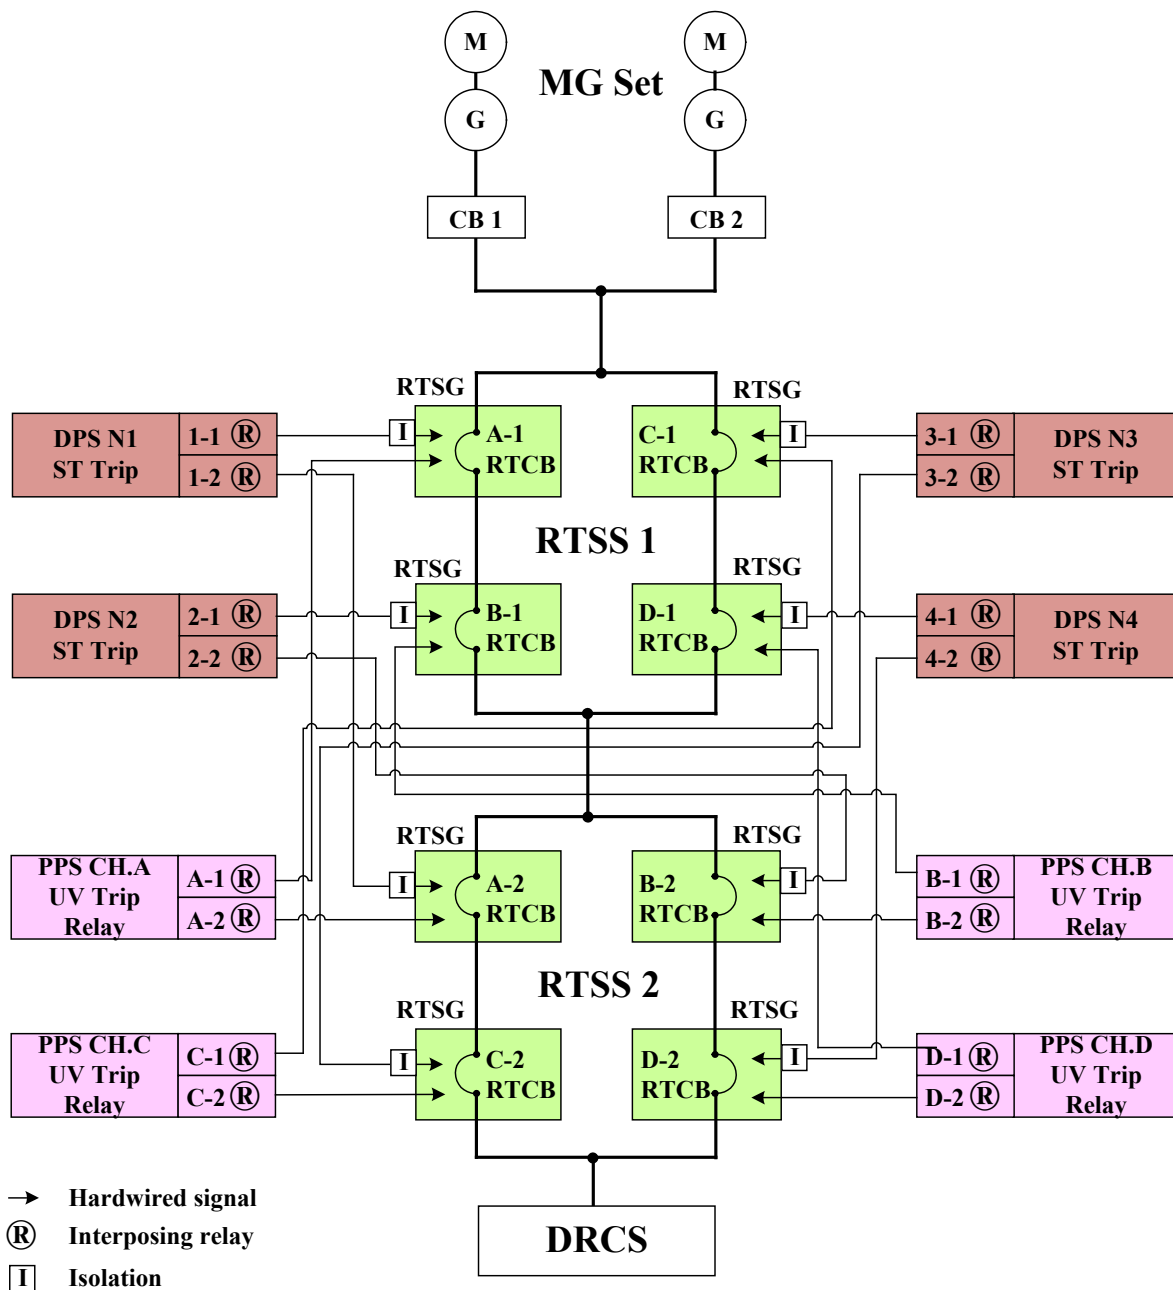 M
M
MG Set
G
G
CB 1
CB 2
RTSG
RTSG
DPS N1
ST Trip
1-1 R
1-2 R
I
A-1
RTCB
C-1
RTCB
I
3-1 R
3-2 R
DPS N3
ST Trip
RTSS 1
RTSG
RTSG
DPS N2
ST Trip
2-1 R
2-2 R
I
B-1
RTCB
D-1
RTCB
I
4-1 R
4-2 R
DPS N4
ST Trip
RTSG
RTSG
PPS CH.A
UV Trip
Relay
A-1 R
A-2 R
I
A-2
RTCB
B-2
RTCB
I
B-1 R
B-2 R
PPS CH.B
UV Trip
Relay
RTSS 2
RTSG
RTSG
PPS CH.C
UV Trip
Relay
C-1 R
C-2 R
I
C-2
RTCB
D-2
RTCB
I
D-1 R
D-2 R
PPS CH.D
UV Trip
Relay
Hardwired signal
R Interposing relay
I Isolation
DRCS